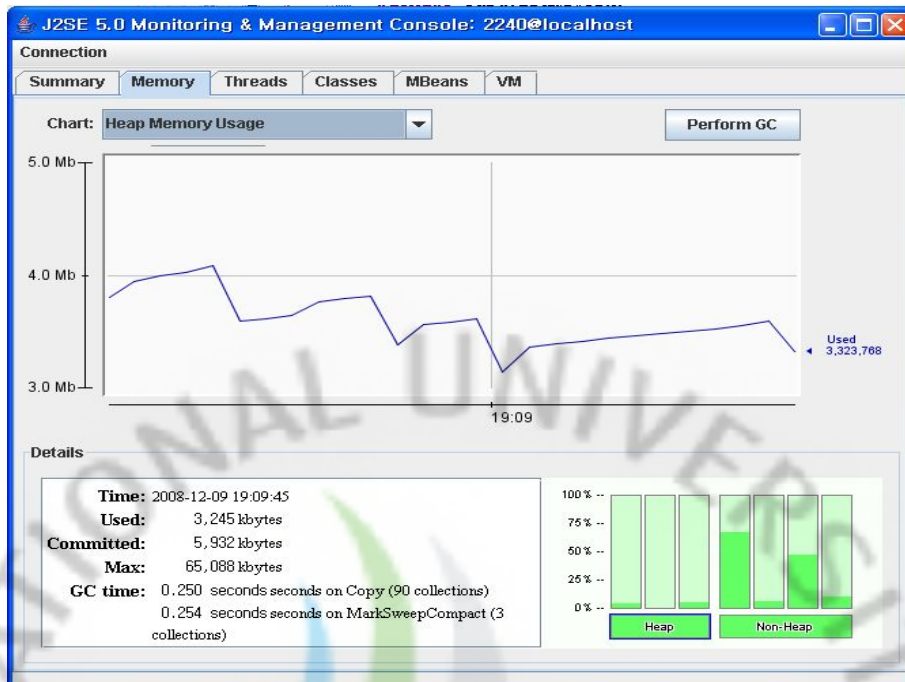 J2SE 5.0 Monitoring & Management Console: 2240@localhost
Connection
Summary Memory Threads Classes MBeans VM
Chart: Heap Memory Usage Perform GC
5.0 Mb
4.0 Mb
Used
3,323,768
3.0 Mb
19:09
Details
Time: 2008-12-09 19:09:45
Used: 3,245 kbytes
Committed: 5,932 kbytes
Max: 65,088 kbytes
GC time: 0.250 seconds seconds on Copy (90 collections)
0.254 seconds seconds on MarkSweepCompact (3
collections)
100% --
75% --
50% --
25% --
0% --
Heap Non-Heap
NATIONAL UNIVERSI